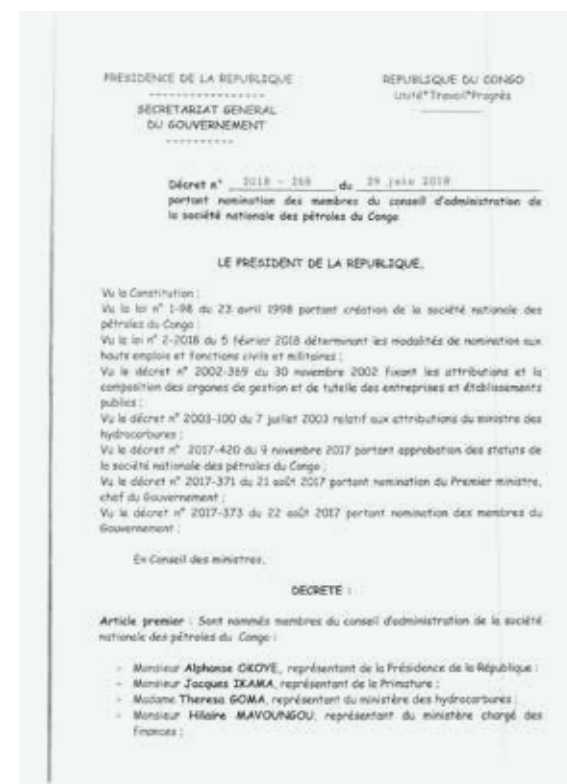 PRESIDENCE DE LA REPUBLIQUE
REPUBLIQUE DU CONGO
Unité*Travail*Progrès
SECRETARIAT GENERAL
DU GOUVERNEMENT
Décret n° 2018 - 268 du 29 juin 2018
portant nomination des membres du conseil d'administration de
la société nationale des pétroles du Congo
LE PRESIDENT DE LA REPUBLIQUE,
Vu la Constitution ;
Vu la loi n° 1-98 du 23 avril 1998 portant création de la société nationale des
pétroles du Congo ;
Vu la loi n° 2-2018 du 5 février 2018 déterminant les modalités de nomination aux
hauts emplois et fonctions civils et militaires ;
Vu le décret n° 2002-369 du 30 novembre 2002 fixant les attributions et la
composition des organes de gestion et de tutelle des entreprises et établissements
publics ;
Vu le décret n° 2003-100 du 7 juillet 2003 relatif aux attributions du ministre des
hydrocarbures ;
Vu le décret n° 2017-420 du 9 novembre 2017 portant approbation des statuts de
la société nationale des pétroles du Congo ;
Vu le décret n° 2017-371 du 21 août 2017 portant nomination du Premier ministre,
chef du Gouvernement ;
Vu le décret n° 2017-373 du 22 août 2017 portant nomination des membres du
Gouvernement ;
En Conseil des ministres,
DECRETE :
Article premier : Sont nommés membres du conseil d'administration de la société
nationale des pétroles du Congo :
- Monsieur Alphonse OKOYE, représentant de la Présidence de la République ;
- Monsieur Jacques IKAMA, représentant de la Primature ;
- Madame Theresa GOMA, représentant du ministère des hydrocarbures ;
- Monsieur Hilaire MAVOUNGOU, représentant du ministère chargé des
finances ;